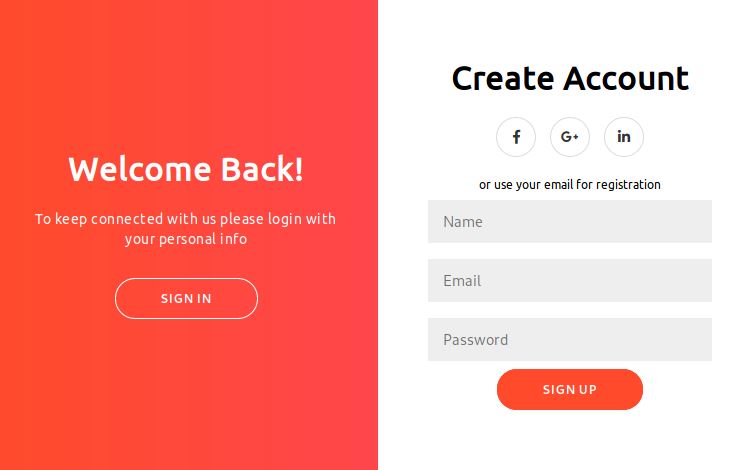 Welcome Back!
To keep connected with us please login with
your personal info
SIGN IN
Create Account
f
G+
in
or use your email for registration
Name
Email
Password
SIGN UP